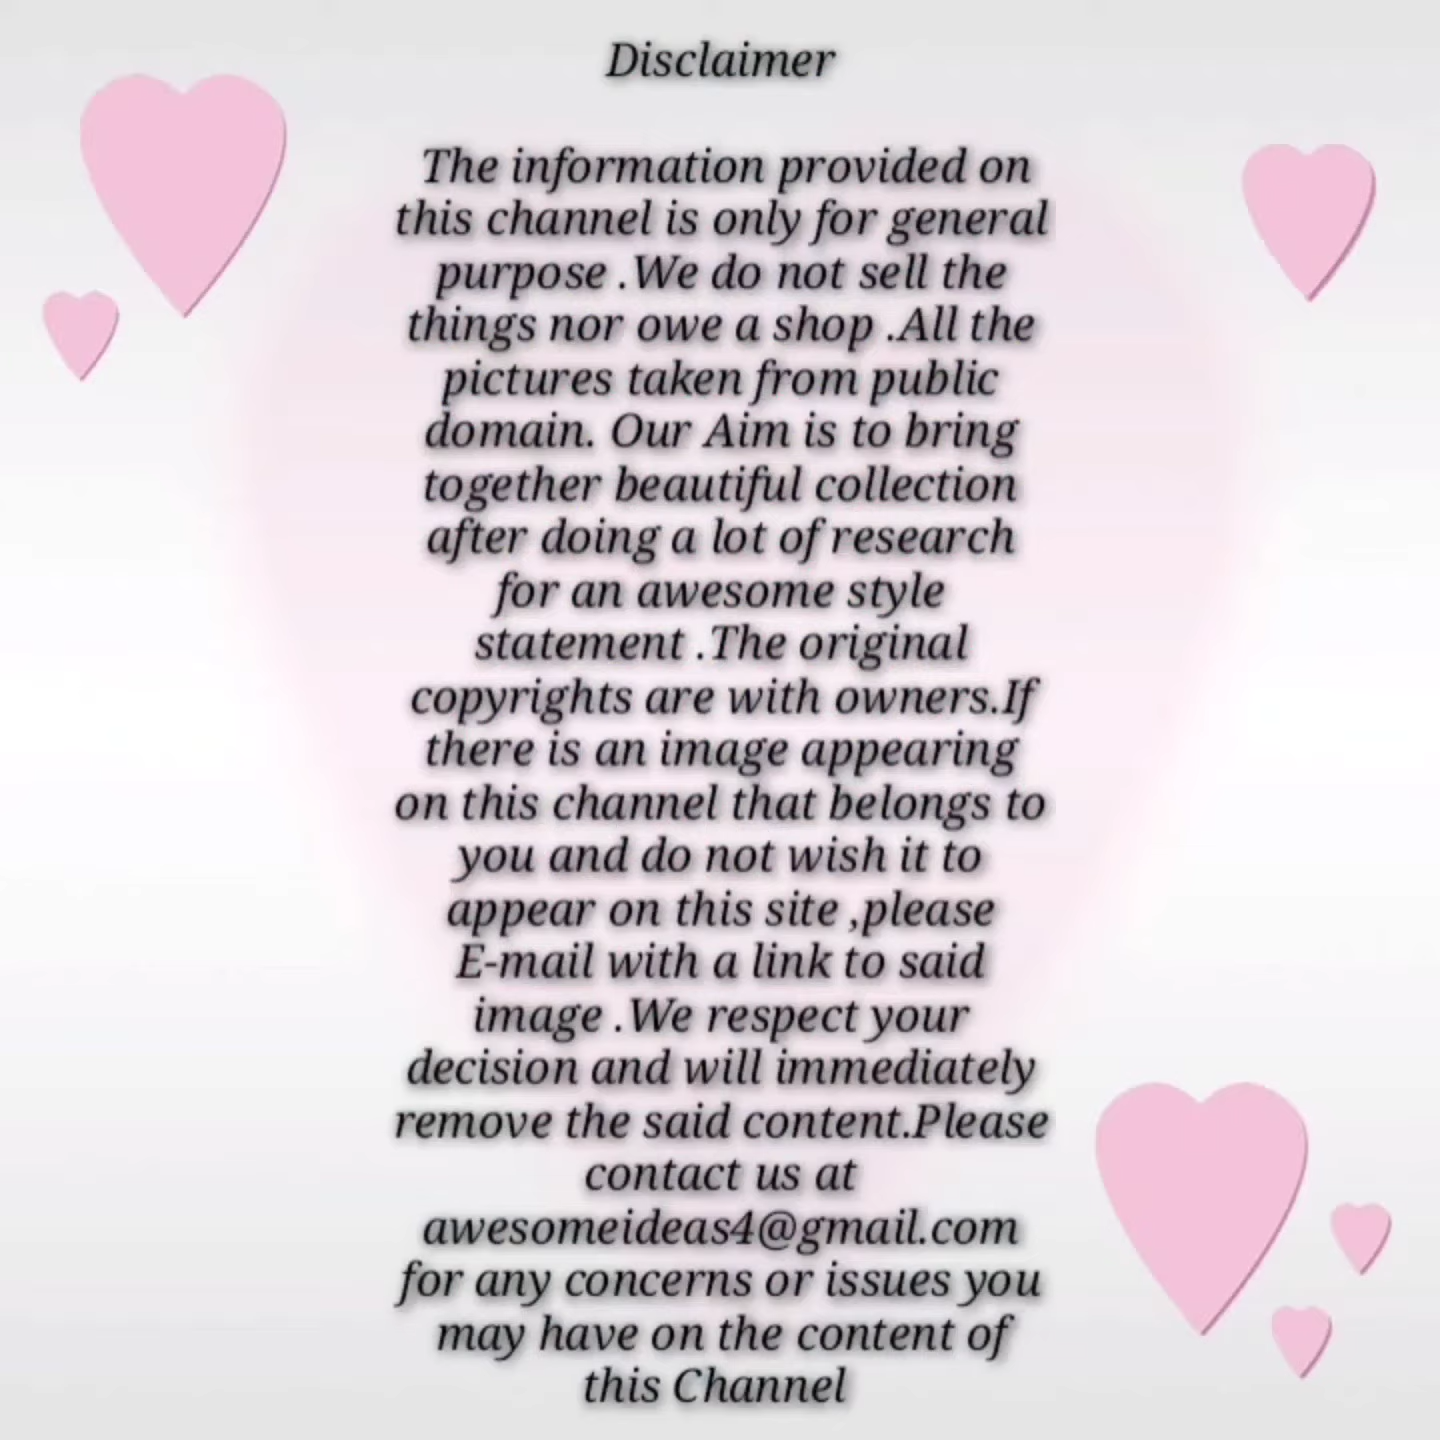 Disclaimer
The information provided on
this channel is only for general
purpose .We do not sell the
things nor owe a shop .All the
pictures taken from public
domain. Our Aim is to bring
together beautiful collection
after doing a lot of research
for an awesome style
statement .The original
copyrights are with owners.If
there is an image appearing
on this channel that belongs to
you and do not wish it to
appear on this site ,please
E-mail with a link to said
image .We respect your
decision and will immediately
remove the said content.Please
contact us at
awesomeideas4@gmail.com
for any concerns or issues you
may have on the content of
this Channel